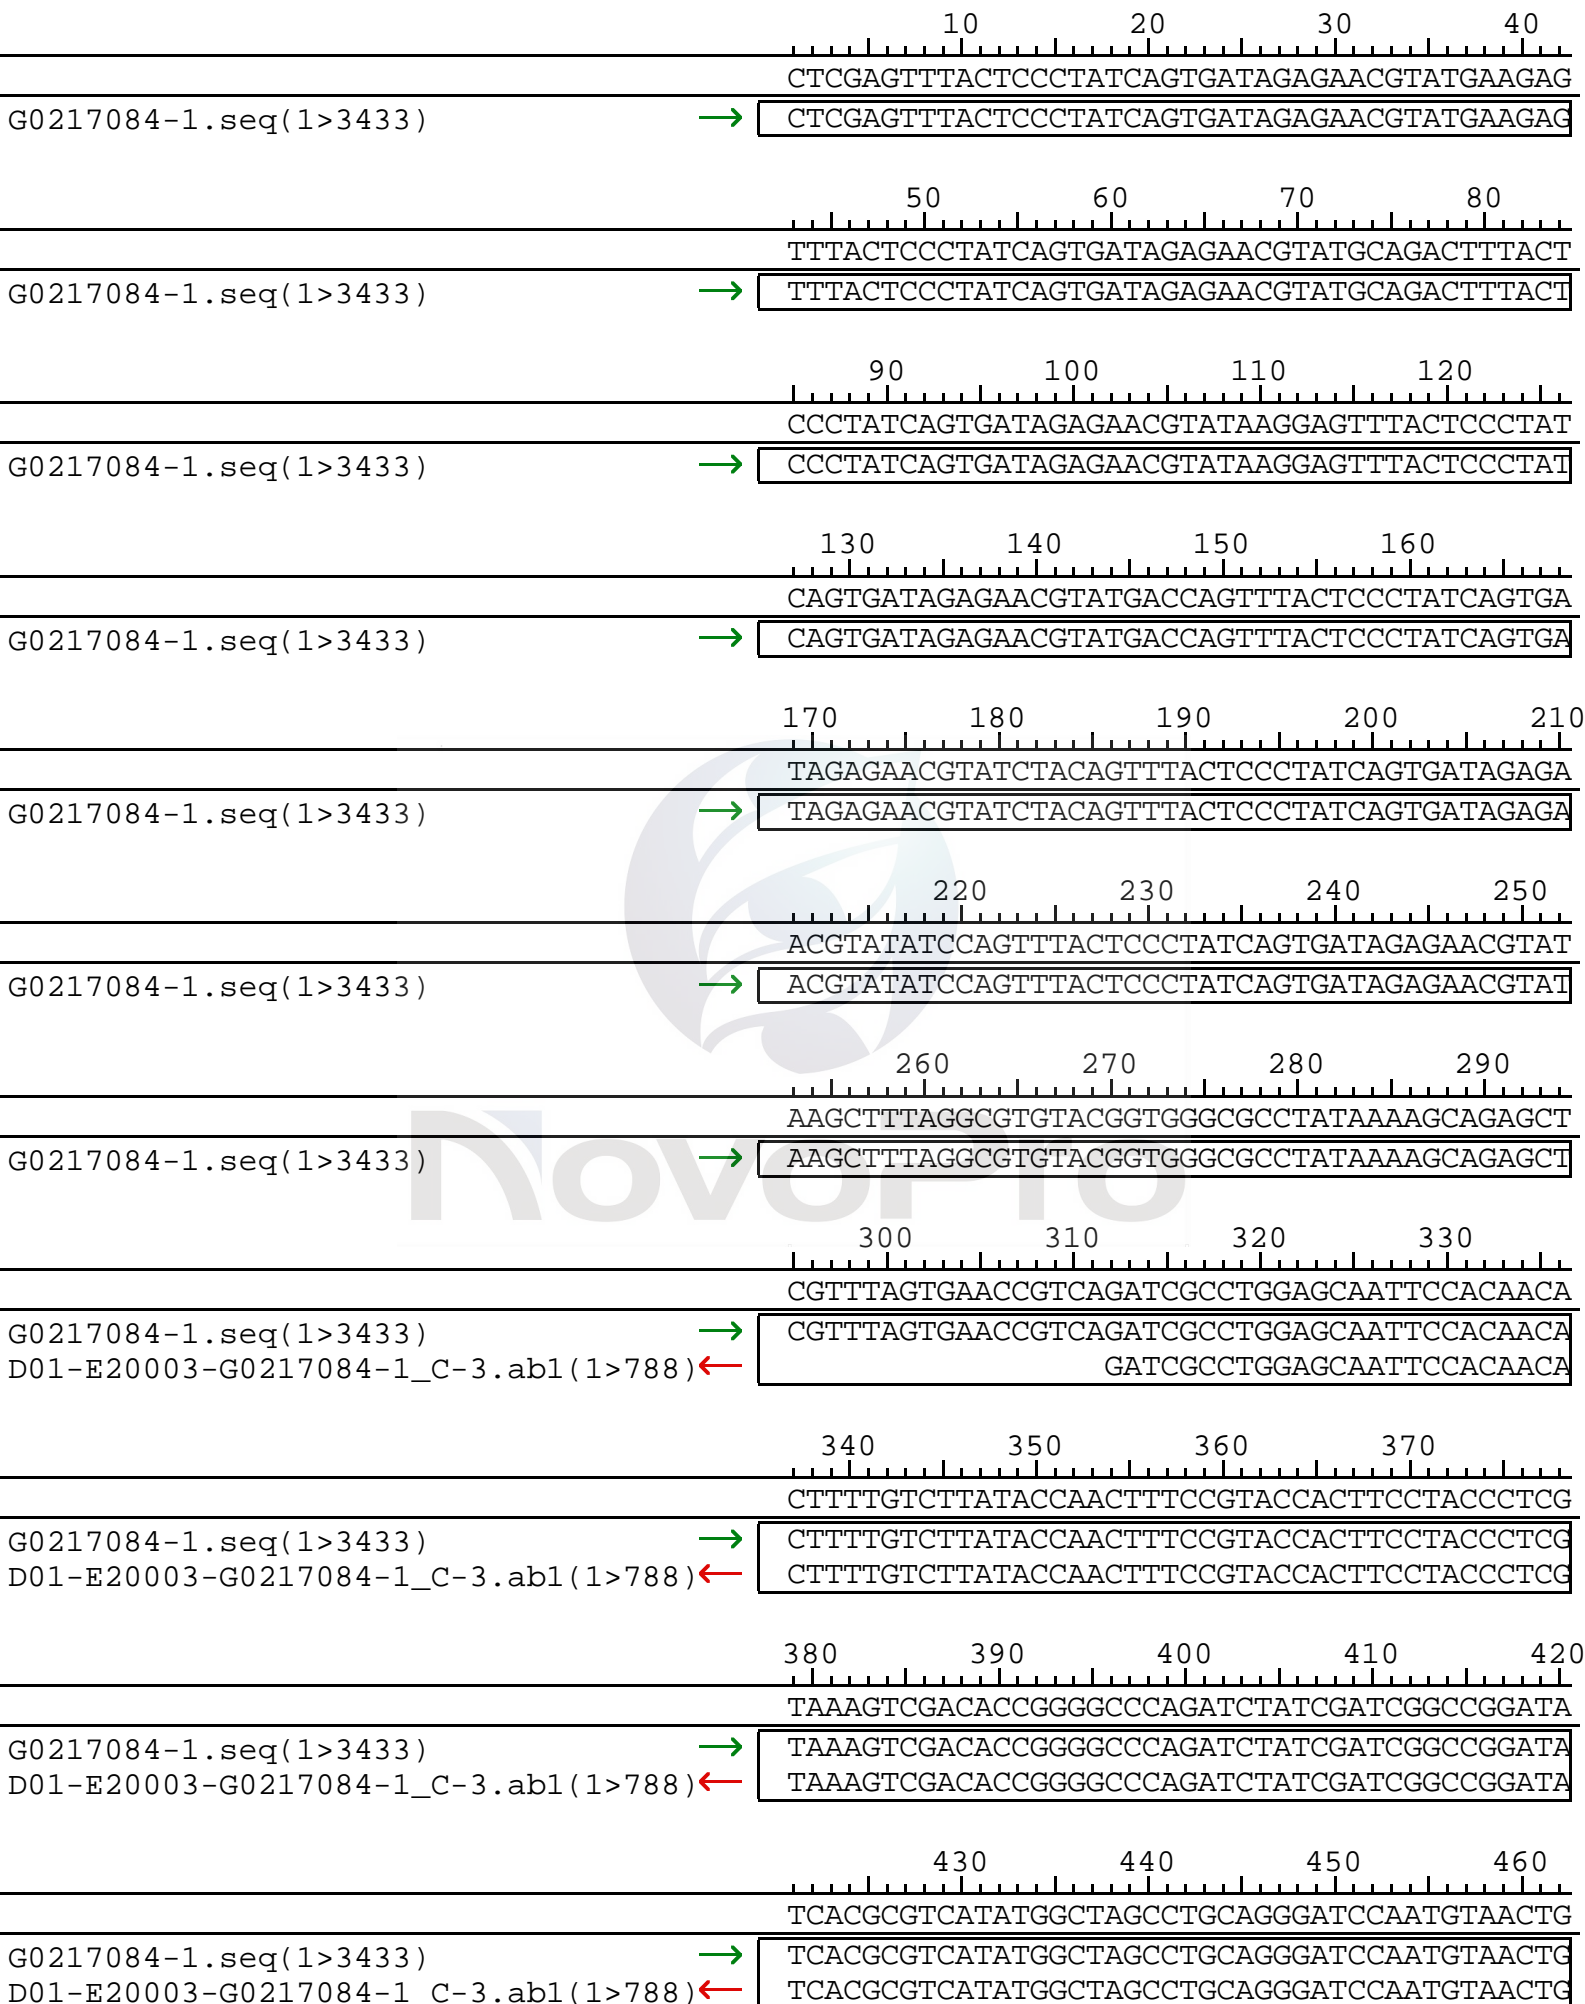 10 20 30 40
CTCGAGTTTACTCCCTATCAGTGATAGAGAACGTATGAAGAG
G0217084-1.seq(1>3433) → CTCGAGTTTACTCCCTATCAGTGATAGAGAACGTATGAAGAG
50 60 70 80
TTTACTCCCTATCAGTGATAGAGAACGTATGCAGACTTTACT
G0217084-1.seq(1>3433) → TTTACTCCCTATCAGTGATAGAGAACGTATGCAGACTTTACT
90 100 110 120
CCCTATCAGTGATAGAGAACGTATAAGGAGTTTACTCCCTAT
G0217084-1.seq(1>3433) → CCCTATCAGTGATAGAGAACGTATAAGGAGTTTACTCCCTAT
130 140 150 160
CAGTGATAGAGAACGTATGACCAGTTTACTCCCTATCAGTGA
G0217084-1.seq(1>3433) → CAGTGATAGAGAACGTATGACCAGTTTACTCCCTATCAGTGA
170 180 190 200 210
TAGAGAACGTATCTACAGTTTACTCCCTATCAGTGATAGAGA
G0217084-1.seq(1>3433) → TAGAGAACGTATCTACAGTTTACTCCCTATCAGTGATAGAGA
220 230 240 250
ACGTATATCCAGTTTACTCCCTATCAGTGATAGAGAACGTAT
G0217084-1.seq(1>3433) → ACGTATATCCAGTTTACTCCCTATCAGTGATAGAGAACGTAT
260 270 280 290
AAGCTTTAGGCGTGTACGGTGGGCGCCTATAAAAGCAGAGCT
G0217084-1.seq(1>3433) → AAGCTTTAGGCGTGTACGGTGGGCGCCTATAAAAGCAGAGCT
NovoPro
300 310 320 330
CGTTTAGTGAACCGTCAGATCGCCTGGAGCAATTCCACAACA
G0217084-1.seq(1>3433) → CGTTTAGTGAACCGTCAGATCGCCTGGAGCAATTCCACAACA
D01-E20003-G0217084-1_C-3.ab1(1>788) ← GATCGCCTGGAGCAATTCCACAACA
340 350 360 370
CTTTTGTCTTATACCAACTTTCCGTACCACTTCCTACCCTCG
G0217084-1.seq(1>3433) → CTTTTGTCTTATACCAACTTTCCGTACCACTTCCTACCCTCG
D01-E20003-G0217084-1_C-3.ab1(1>788) ← CTTTTGTCTTATACCAACTTTCCGTACCACTTCCTACCCTCG
380 390 400 410 420
TAAAGTCGACACCGGGGCCCAGATCTATCGATCGGCCGGATA
G0217084-1.seq(1>3433) → TAAAGTCGACACCGGGGCCCAGATCTATCGATCGGCCGGATA
D01-E20003-G0217084-1_C-3.ab1(1>788) ← TAAAGTCGACACCGGGGCCCAGATCTATCGATCGGCCGGATA
430 440 450 460
TCACGCGTCATATGGCTAGCCTGCAGGGATCCAATGTAACTG
G0217084-1.seq(1>3433) → TCACGCGTCATATGGCTAGCCTGCAGGGATCCAATGTAACTG
D01-E20003-G0217084-1_C-3.ab1(1>788) ← TCACGCGTCATATGGCTAGCCTGCAGGGATCCAATGTAACTG